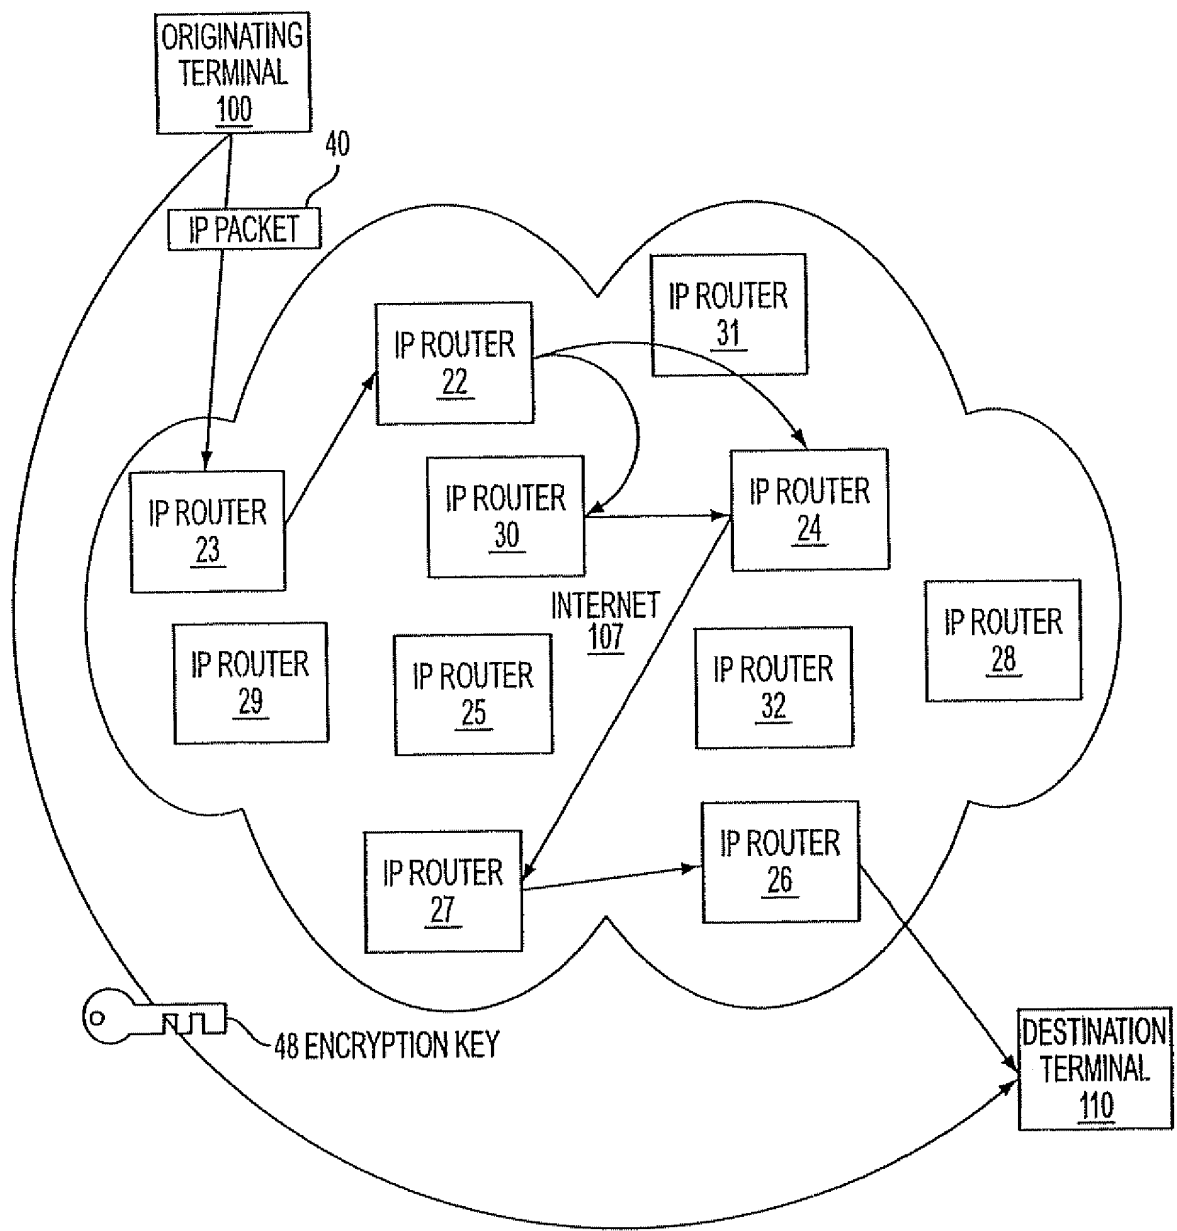 ORIGINATING
TERMINAL
100
40
IP PACKET
IP ROUTER
31
IP ROUTER
22
IP ROUTER
23
IP ROUTER
30
IP ROUTER
24
INTERNET
107
IP ROUTER
29
IP ROUTER
25
IP ROUTER
32
IP ROUTER
28
IP ROUTER
27
IP ROUTER
26
48 ENCRYPTION KEY
DESTINATION
TERMINAL
110